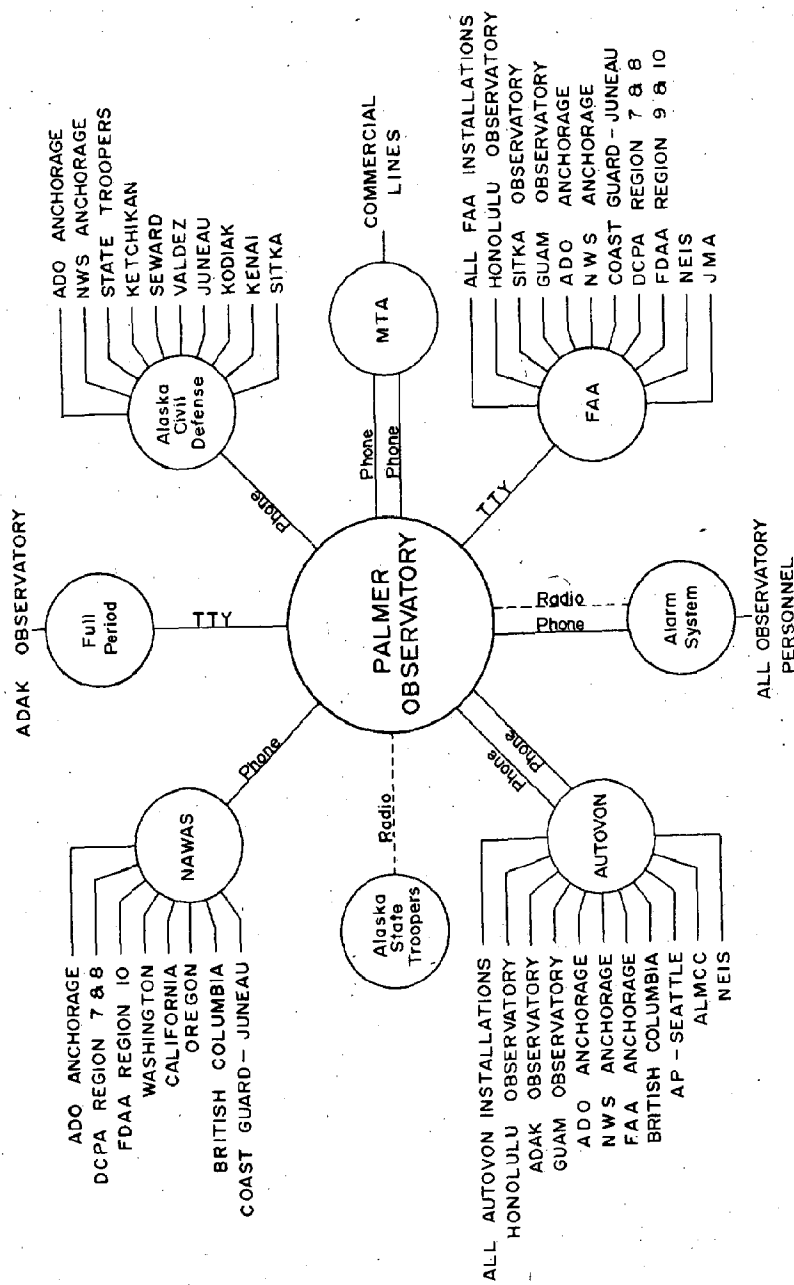 ADO ANCHORAGE
DCPA REGION 7 & 8
FDAA REGION 10
WASHINGTON
CALIFORNIA
OREGON
BRITISH COLUMBIA
COAST GUARD - JUNEAU
NAWAS
Phone
ADAK OBSERVATORY
Full
Period
TTY
ADO ANCHORAGE
NWS ANCHORAGE
STATE TROOPERS
KETCHIKAN
SEWARD
VALDEZ
JUNEAU
KODIAK
KENAI
SITKA
Alaska
Civil
Defense
Phone
Alaska
State
Troopers
Radio
PALMER
OBSERVATORY
Phone
Phone
MTA
COMMERCIAL
LINES
ALL AUTOVON INSTALLATIONS
HONOLULU OBSERVATORY
ADAK OBSERVATORY
GUAM OBSERVATORY
ADO ANCHORAGE
NWS ANCHORAGE
FAA ANCHORAGE
BRITISH COLUMBIA
AP - SEATTLE
ALMCC
NEIS
AUTOVON
Phone
Phone
Radio
Phone
Alarm
System
ALL OBSERVATORY
PERSONNEL
TTY
FAA
ALL FAA INSTALLATIONS
HONOLULU OBSERVATORY
SITKA OBSERVATORY
GUAM OBSERVATORY
ADO ANCHORAGE
NWS ANCHORAGE
COAST GUARD - JUNEAU
DCPA REGION 7 & 8
FDAA REGION 9 & 10
NEIS
JMA